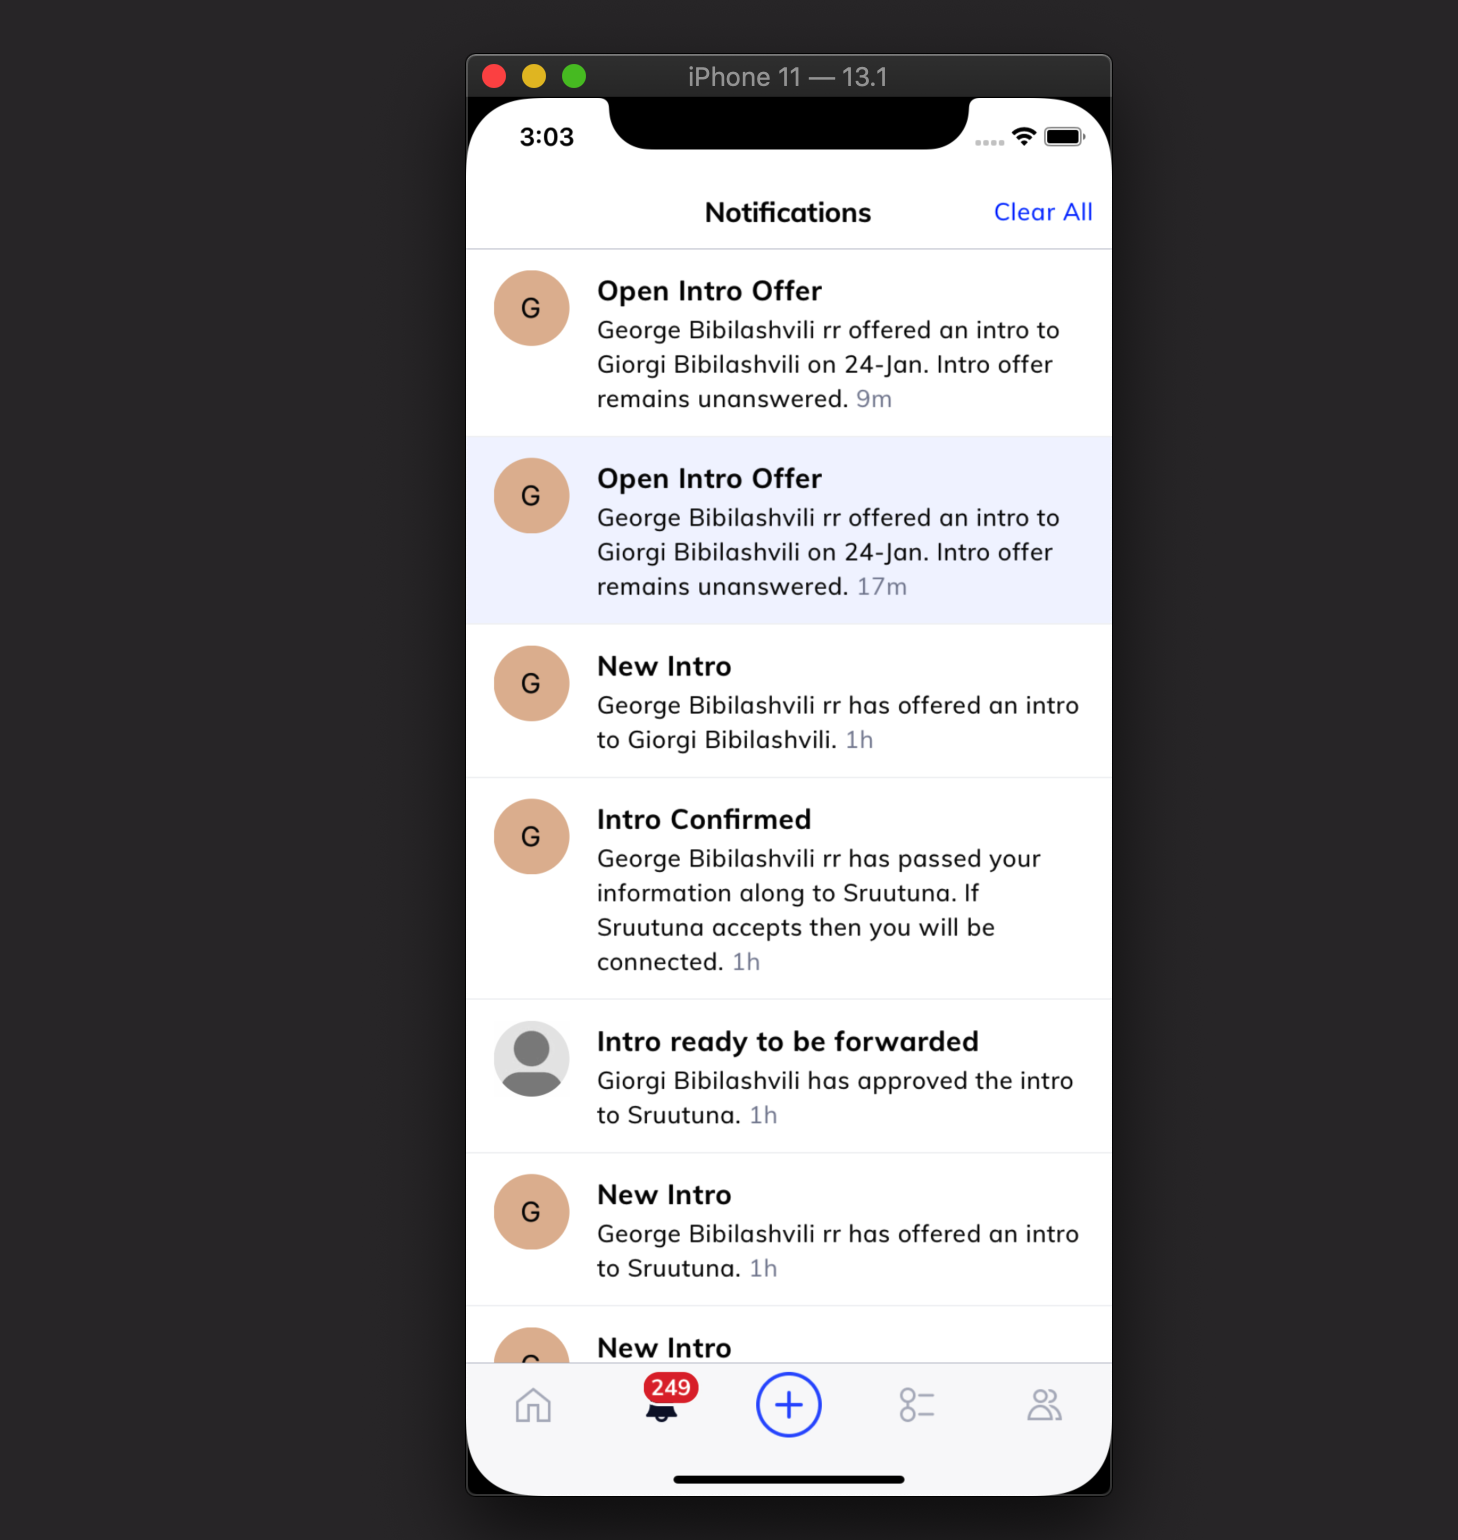 iPhone 11 — 13.1
3:03
Notifications
Clear All
G
Open Intro Offer
George Bibilashvili rr offered an intro to
Giorgi Bibilashvili on 24-Jan. Intro offer
remains unanswered. 9m
G
Open Intro Offer
George Bibilashvili rr offered an intro to
Giorgi Bibilashvili on 24-Jan. Intro offer
remains unanswered. 17m
G
New Intro
George Bibilashvili rr has offered an intro
to Giorgi Bibilashvili. 1h
G
Intro Confirmed
George Bibilashvili rr has passed your
information along to Sruutuna. If
Sruutuna accepts then you will be
connected. 1h
Intro ready to be forwarded
Giorgi Bibilashvili has approved the intro
to Sruutuna. 1h
G
New Intro
George Bibilashvili rr has offered an intro
to Sruutuna. 1h
New Intro
249